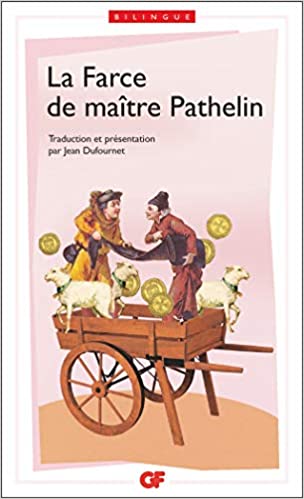 BILINGUE
La Farce
de maître Pathelin
Traduction et présentation
par Jean Dufournet
GF